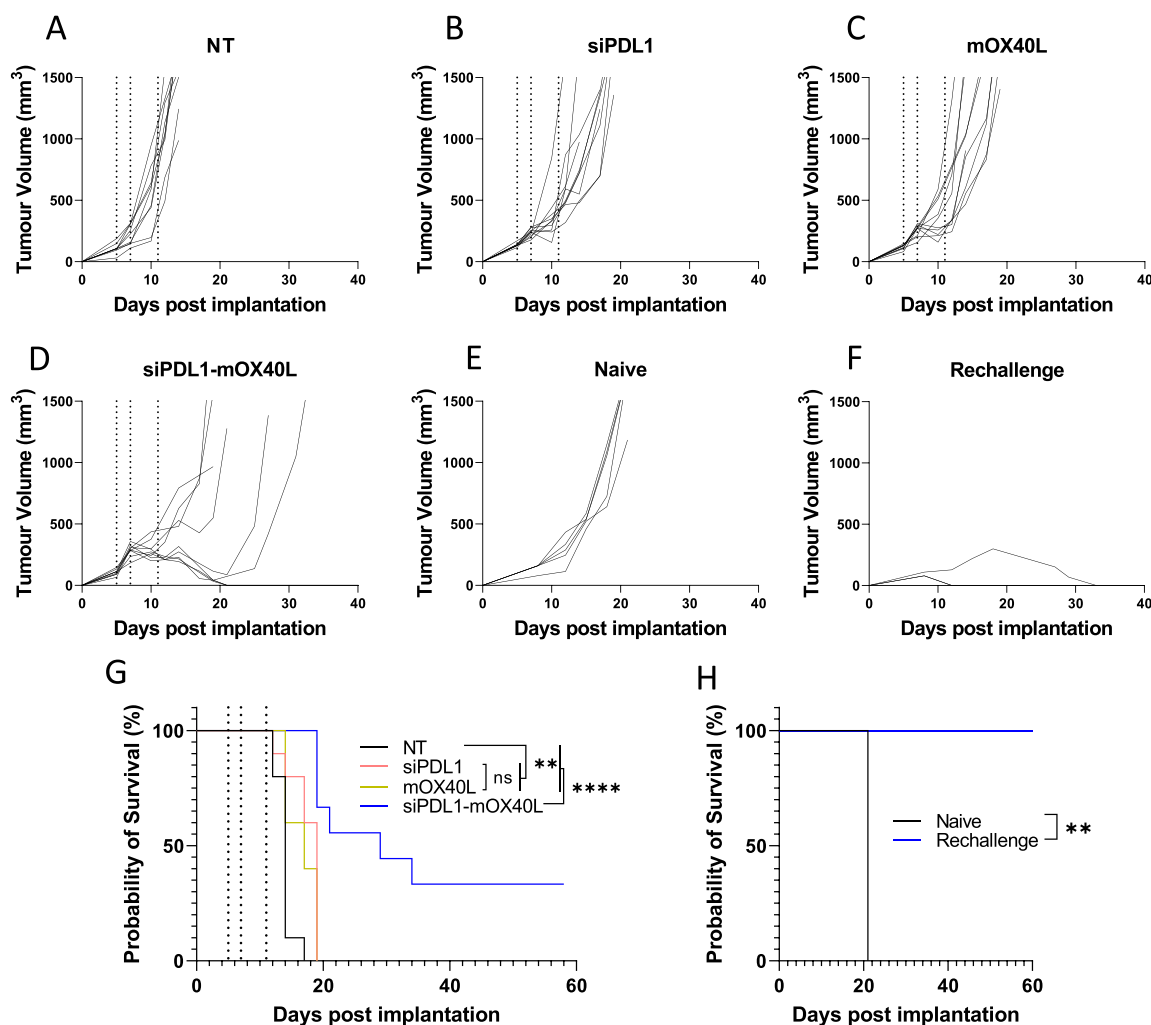 A
NT
Tumour Volume (mm³)
1500
1000
500
0
0 10 20 30 40
Days post implantation
B
siPDL1
Tumour Volume (mm³)
1500
1000
500
0
0 10 20 30 40
Days post implantation
C
mOX40L
Tumour Volume (mm³)
1500
1000
500
0
0 10 20 30 40
Days post implantation
D
siPDL1-mOX40L
Tumour Volume (mm³)
1500
1000
500
0
0 10 20 30 40
Days post implantation
E
Naive
Tumour Volume (mm³)
1500
1000
500
0
0 10 20 30 40
Days post implantation
F
Rechallenge
Tumour Volume (mm³)
1500
1000
500
0
0 10 20 30 40
Days post implantation
G
Probability of Survival (%)
100
50
0
0 20 40 60
Days post implantation
NT
siPDL1
mOX40L
siPDL1-mOX40L
ns
**
****
H
Probability of Survival (%)
100
50
0
0 20 40 60
Days post implantation
Naive
Rechallenge
**